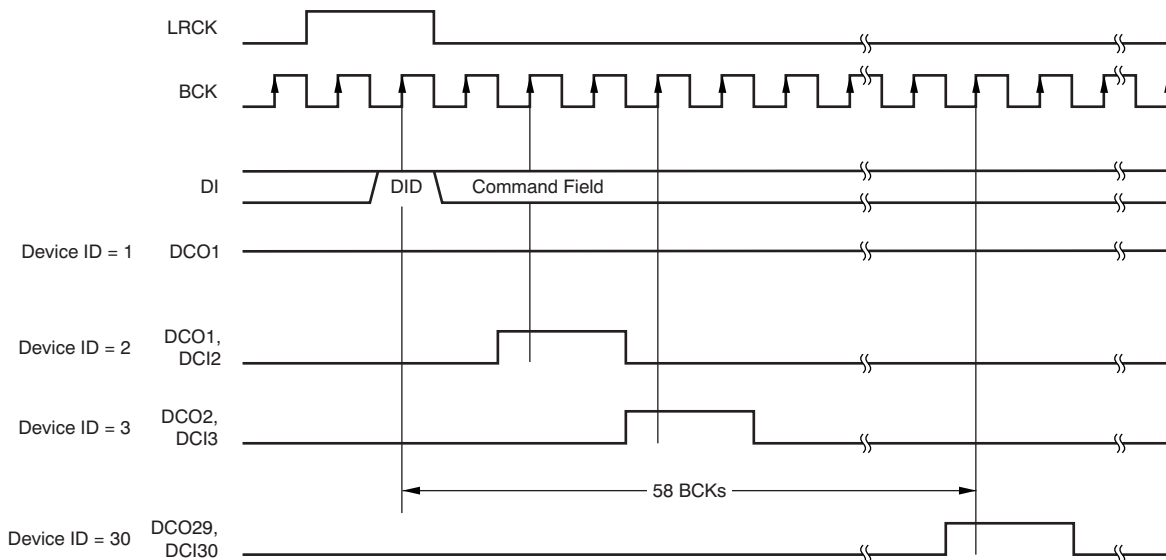 LRCK
BCK
DI
DID
Command Field
Device ID = 1
DCO1
Device ID = 2
DCO1,
DCI2
Device ID = 3
DCO2,
DCI3
58 BCKs
Device ID = 30
DCO29,
DCI30